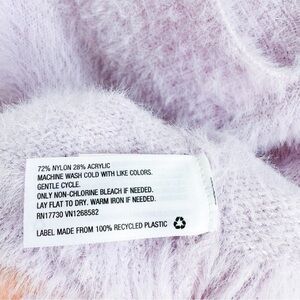 72% NYLON 28% ACRYLIC
MACHINE WASH COLD WITH LIKE COLORS.
GENTLE CYCLE.
ONLY NON-CHLORINE BLEACH IF NEEDED.
LAY FLAT TO DRY. WARM IRON IF NEEDED.
RN17730 VN1268582
LABEL MADE FROM 100% RECYCLED PLASTIC